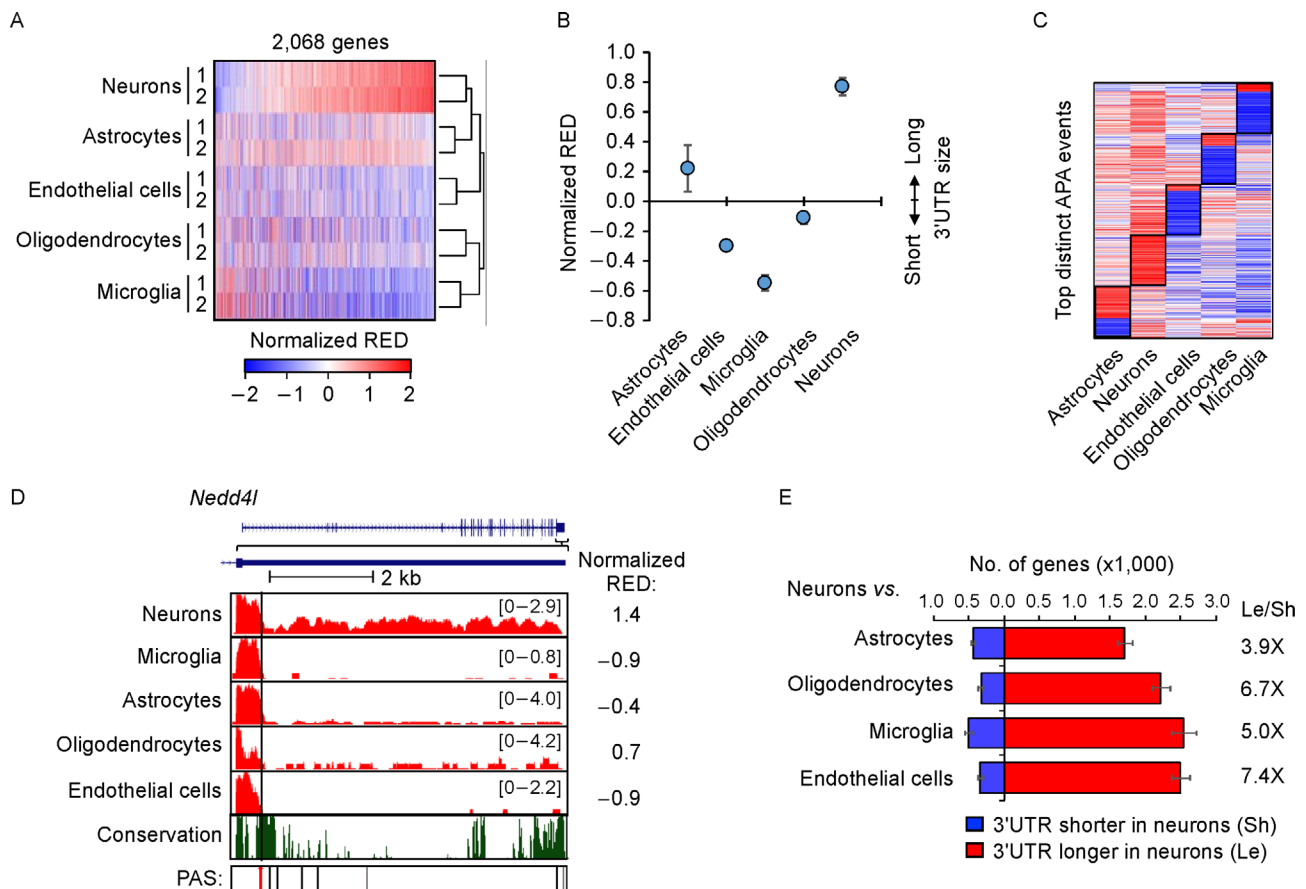 A
2,068 genes
Neurons 1
2
Astrocytes 1
2
Endothelial cells 1
2
Oligodendrocytes 1
2
Microglia 1
2
Normalized RED
−2 −1 0 1 2
B
Normalized RED
1.0
0.8
0.6
0.4
0.2
0.0
−0.2
−0.4
−0.6
−0.8
Short Long
3'UTR size
Astrocytes
Endothelial cells
Microglia
Oligodendrocytes
Neurons
C
Top distinct APA events
Astrocytes
Neurons
Endothelial cells
Oligodendrocytes
Microglia
D
Nedd4l
2 kb
Normalized
RED:
Neurons [0−2.9] 1.4
Microglia [0−0.8] −0.9
Astrocytes [0−4.0] −0.4
Oligodendrocytes [0−4.2] 0.7
Endothelial cells [0−2.2] −0.9
Conservation
PAS:
E
No. of genes (x1,000)
Neurons vs.
1.0 0.5 0.0 0.5 1.0 1.5 2.0 2.5 3.0
Le/Sh
Astrocytes 3.9X
Oligodendrocytes 6.7X
Microglia 5.0X
Endothelial cells 7.4X
3'UTR shorter in neurons (Sh)
3'UTR longer in neurons (Le)